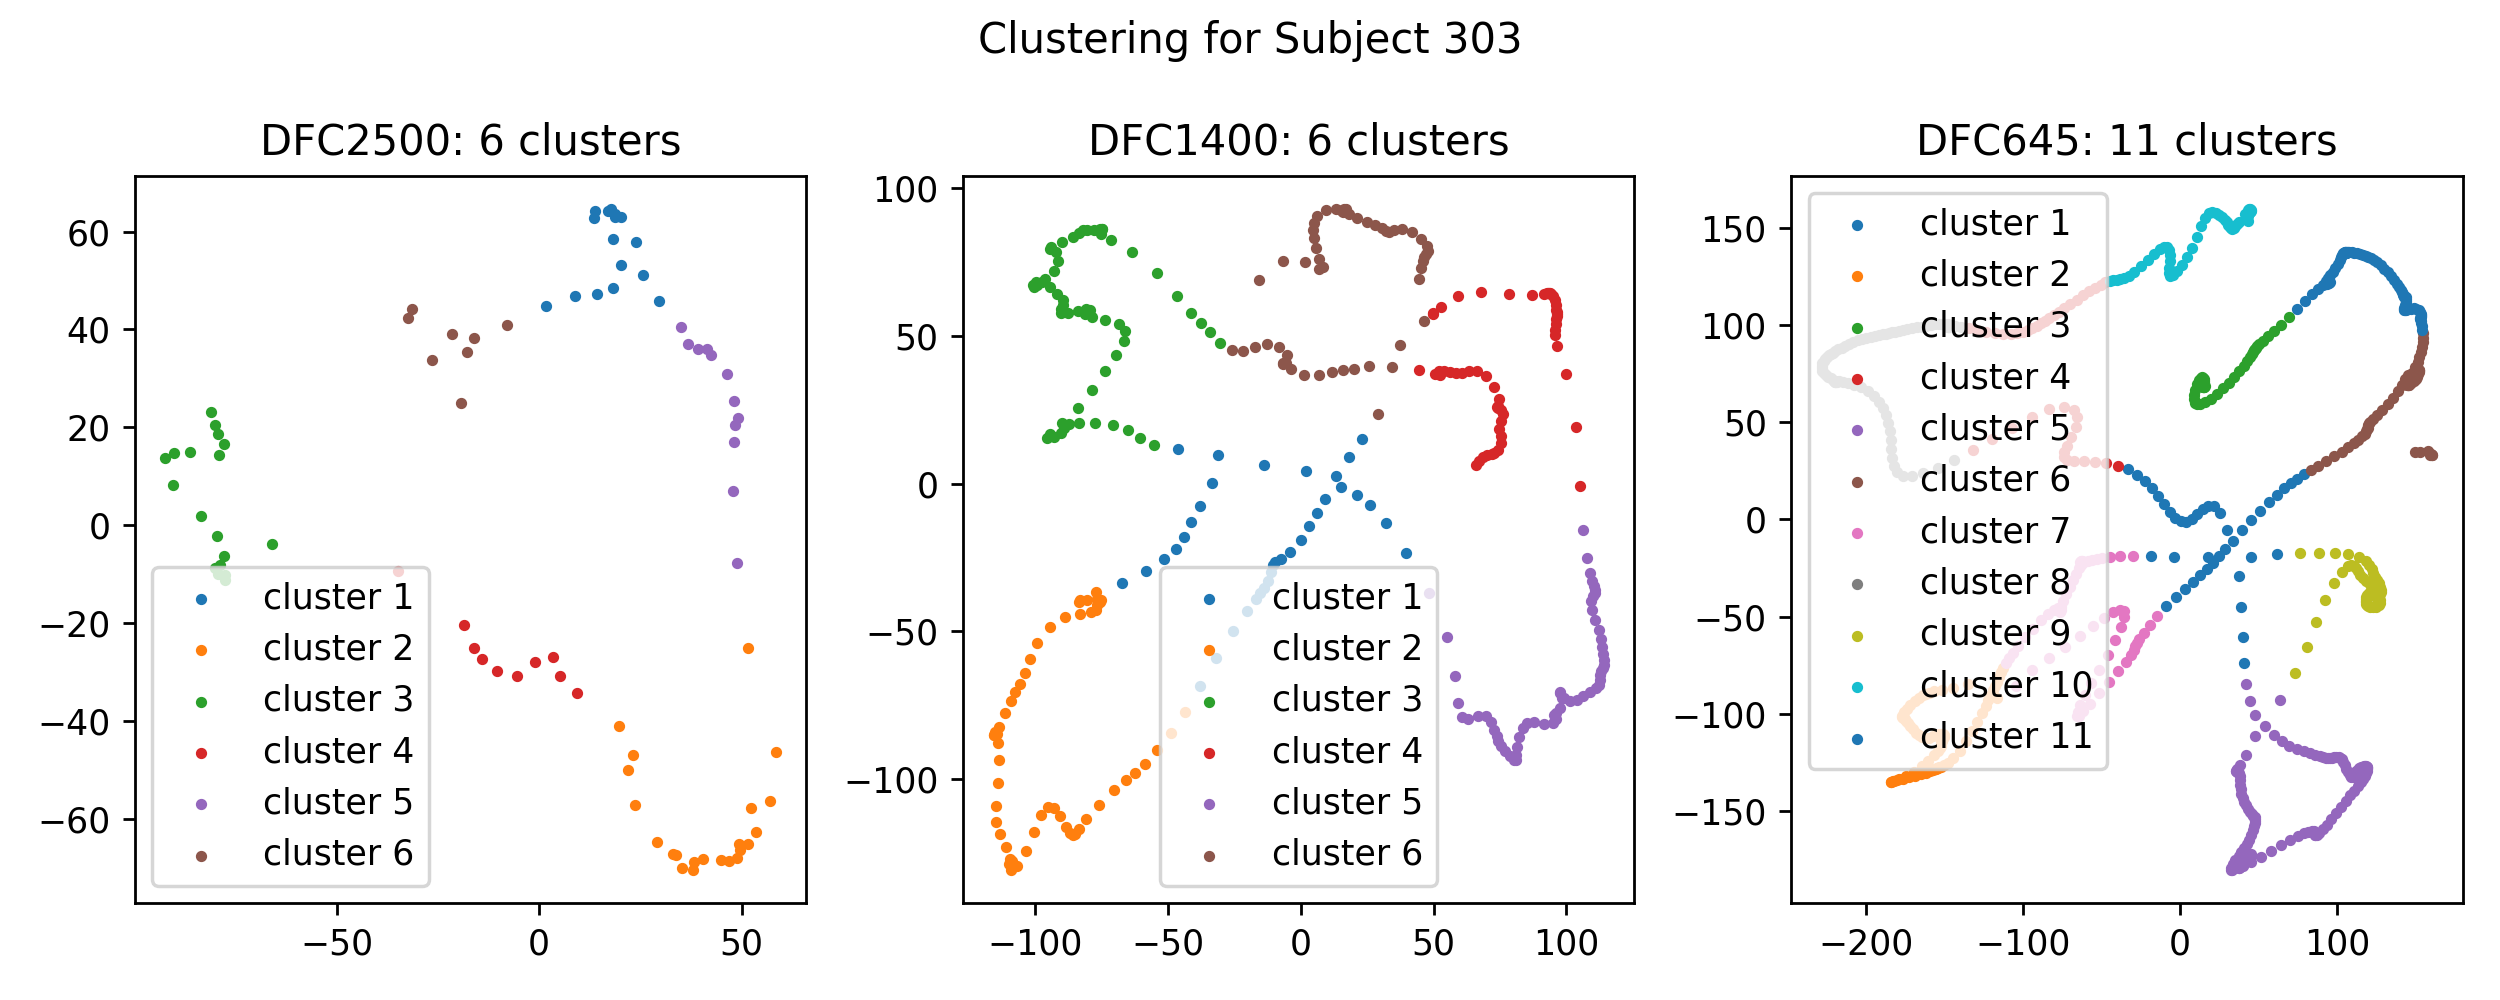 Clustering for Subject 303
DFC2500: 6 clusters
60
40
20
0
−20
−40
−60
−50
0
50
cluster 1
cluster 2
cluster 3
cluster 4
cluster 5
cluster 6
DFC1400: 6 clusters
100
50
0
−50
−100
−100
−50
0
50
100
cluster 1
cluster 2
cluster 3
cluster 4
cluster 5
cluster 6
DFC645: 11 clusters
150
100
50
0
−50
−100
−150
−200
−100
0
100
cluster 1
cluster 2
cluster 3
cluster 4
cluster 5
cluster 6
cluster 7
cluster 8
cluster 9
cluster 10
cluster 11